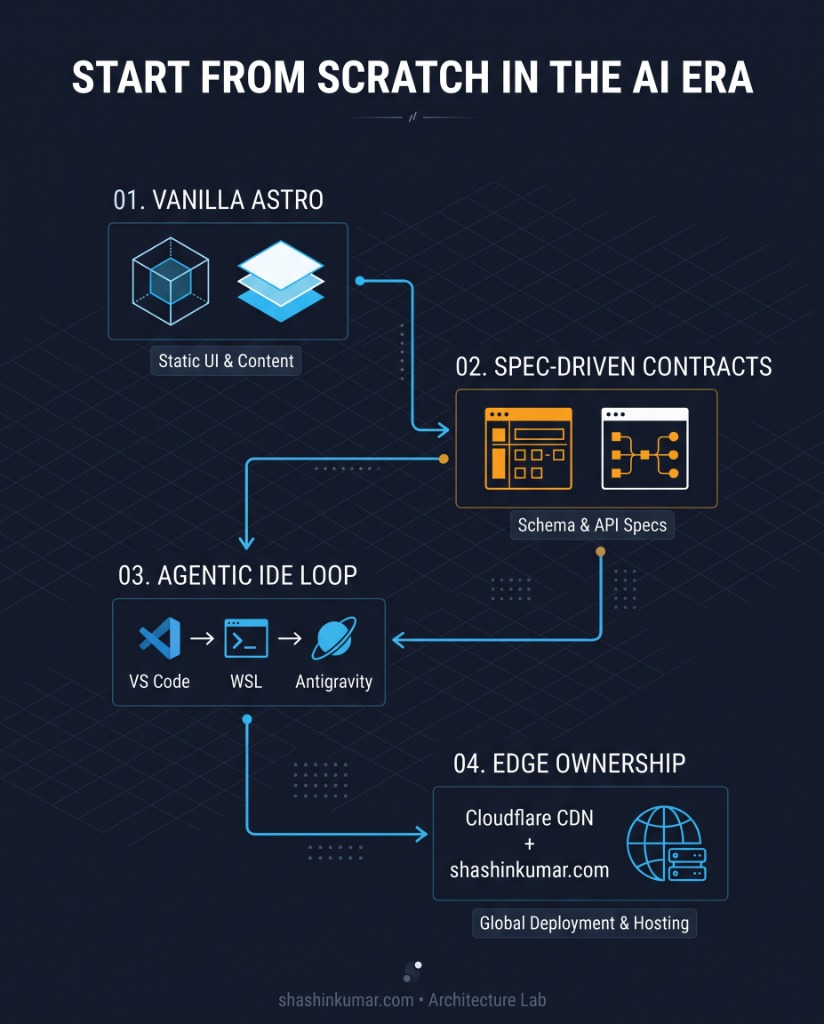 START FROM SCRATCH IN THE AI ERA
01. VANILLA ASTRO
Static UI & Content
02. SPEC-DRIVEN CONTRACTS
Schema & API Specs
03. AGENTIC IDE LOOP
VS Code
WSL
Antigravity
04. EDGE OWNERSHIP
Cloudflare CDN
+
shashinkumar.com
Global Deployment & Hosting
shashinkumar.com • Architecture Lab